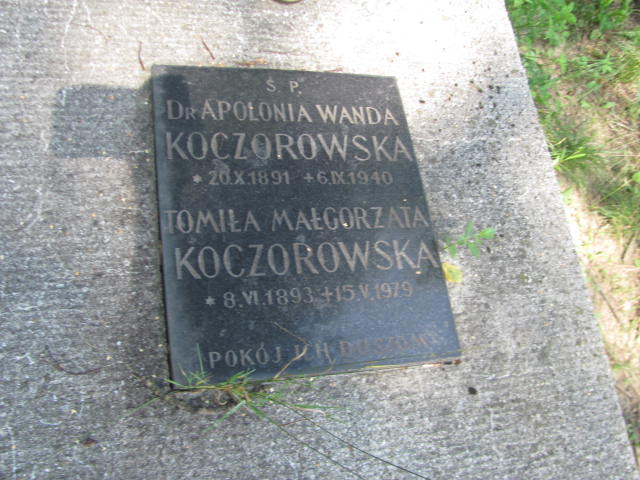 Ś. P.
DR APOLONIA WANDA
KOCZOROWSKA
* 20.X.1891 + 6.IX.1940
TOMIŁA MAŁGORZATA
KOCZOROWSKA
* 8.VI.1893 + 15.V.1979
POKÓJ ICH DUSZOM